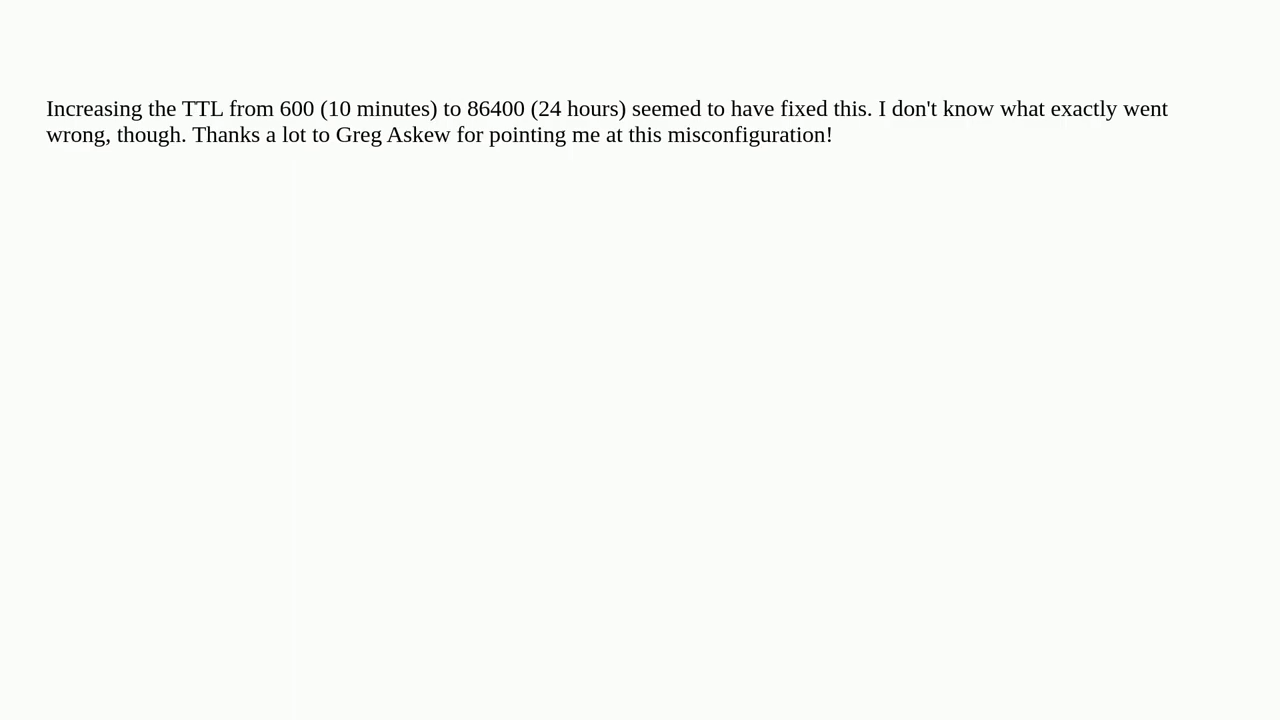 Increasing the TTL from 600 (10 minutes) to 86400 (24 hours) seemed to have fixed this. I don't know what exactly went
wrong, though. Thanks a lot to Greg Askew for pointing me at this misconfiguration!